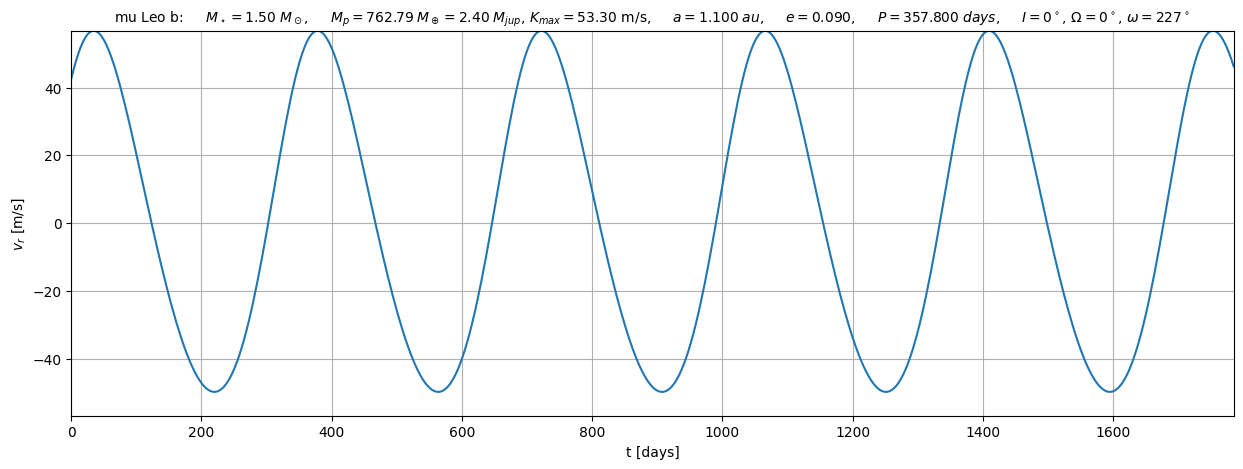 mu Leo b: M⋆ = 1.50 M⊙, Mp = 762.79 M⊕ = 2.40 Mjup, Kmax = 53.30 m/s, a = 1.100 au, e = 0.090, P = 357.800 days, I = 0°, Ω = 0°, ω = 227°
40
20
0
−20
−40
vr [m/s]
0 200 400 600 800 1000 1200 1400 1600
t [days]